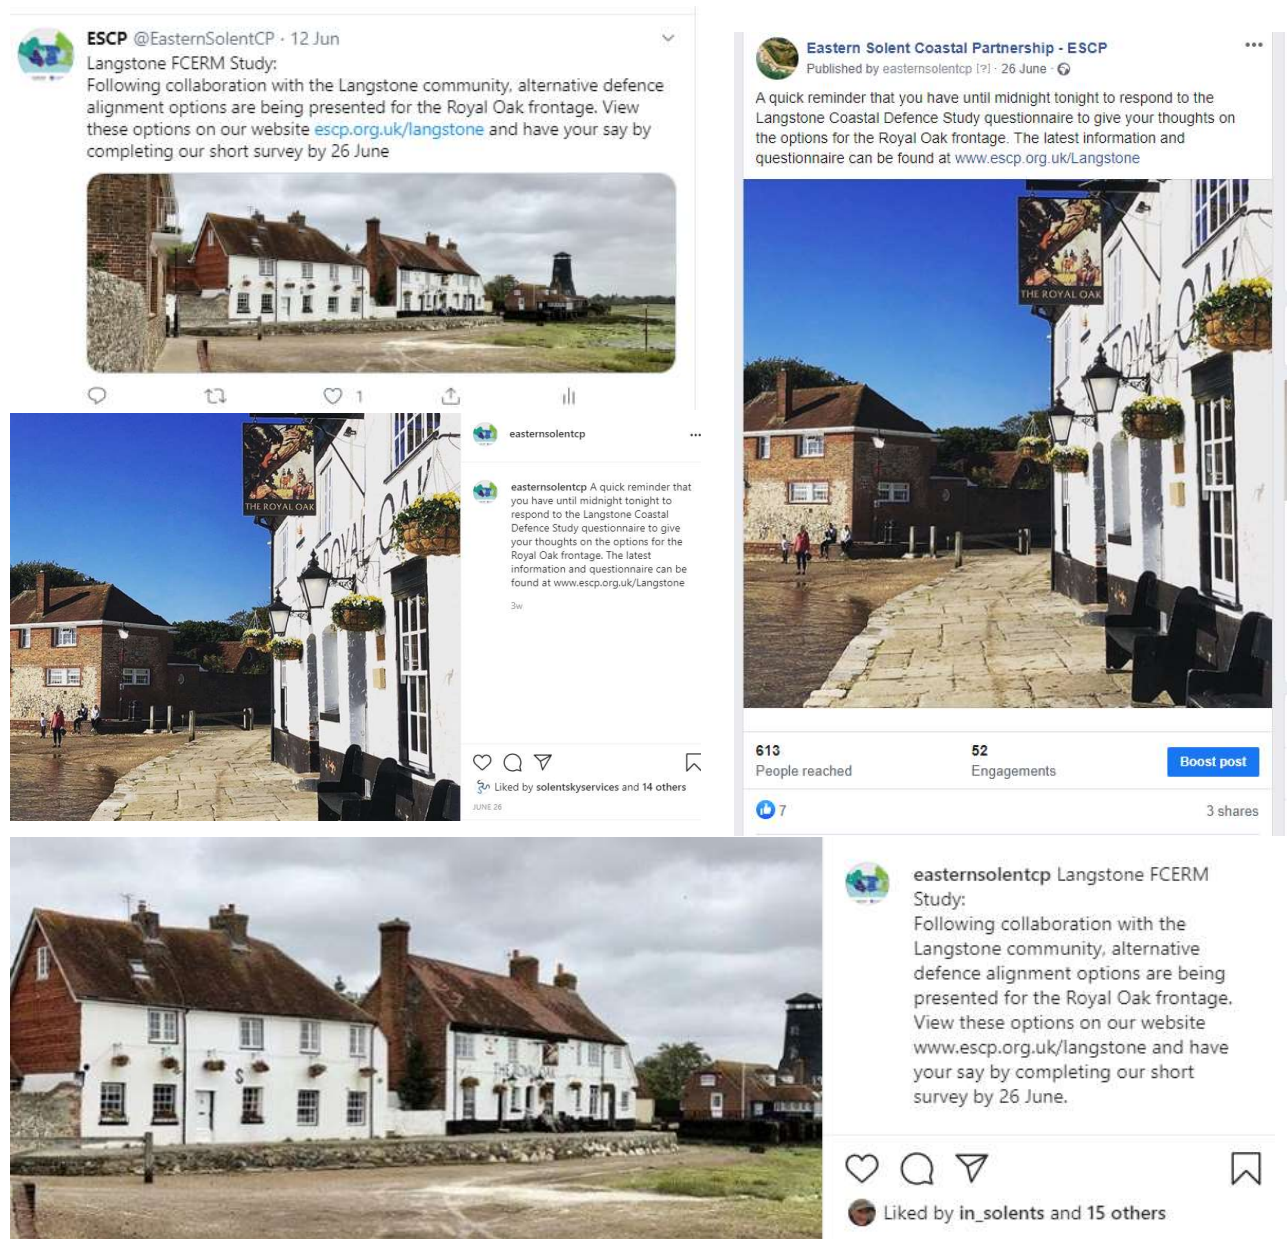 ESCP @EasternSolentCP · 12 Jun
Langstone FCERM Study:
Following collaboration with the Langstone community, alternative defence
alignment options are being presented for the Royal Oak frontage. View
these options on our website escp.org.uk/langstone and have your say by
completing our short survey by 26 June
1
Eastern Solent Coastal Partnership - ESCP
Published by easternsolentcp [?] · 26 June ·
A quick reminder that you have until midnight tonight to respond to the
Langstone Coastal Defence Study questionnaire to give your thoughts on
the options for the Royal Oak frontage. The latest information and
questionnaire can be found at www.escp.org.uk/Langstone
THE ROYAL OAK
ROYAL OAK
613
People reached
52
Engagements
Boost post
7
3 shares
THE ROYAL OAK
ROYAL OAK
easternsolentcp
easternsolentcp A quick reminder that
you have until midnight tonight to
respond to the Langstone Coastal
Defence Study questionnaire to give
your thoughts on the options for the
Royal Oak frontage. The latest
information and questionnaire can be
found at www.escp.org.uk/Langstone
3w
Liked by solentskyservices and 14 others
JUNE 26
THE ROYAL OAK
easternsolentcp Langstone FCERM
Study:
Following collaboration with the
Langstone community, alternative
defence alignment options are being
presented for the Royal Oak frontage.
View these options on our website
www.escp.org.uk/langstone and have
your say by completing our short
survey by 26 June.
Liked by in_solents and 15 others